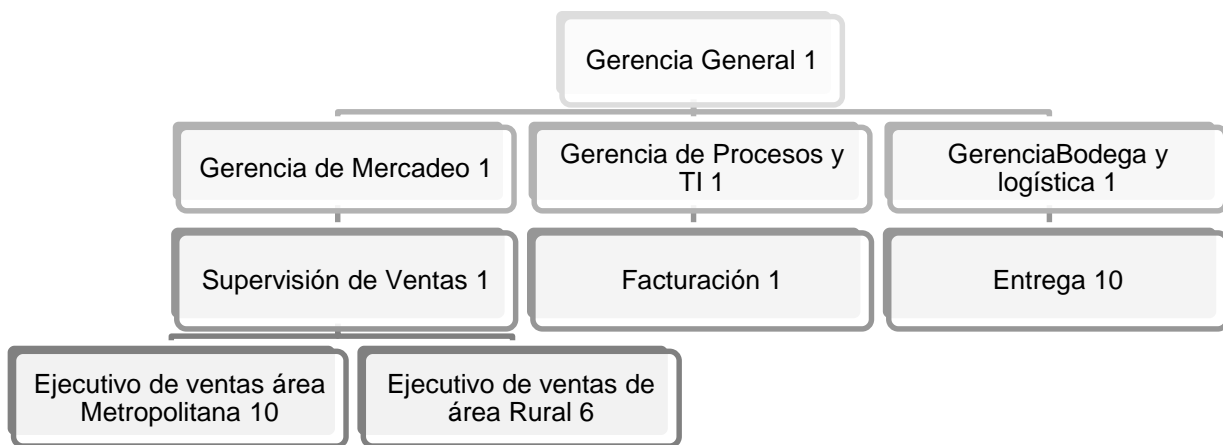 Gerencia General 1
Gerencia de Mercadeo 1
Gerencia de Procesos y
TI 1
GerenciaBodega y
logística 1
Supervisión de Ventas 1
Facturación 1
Entrega 10
Ejecutivo de ventas área
Metropolitana 10
Ejecutivo de ventas de
área Rural 6